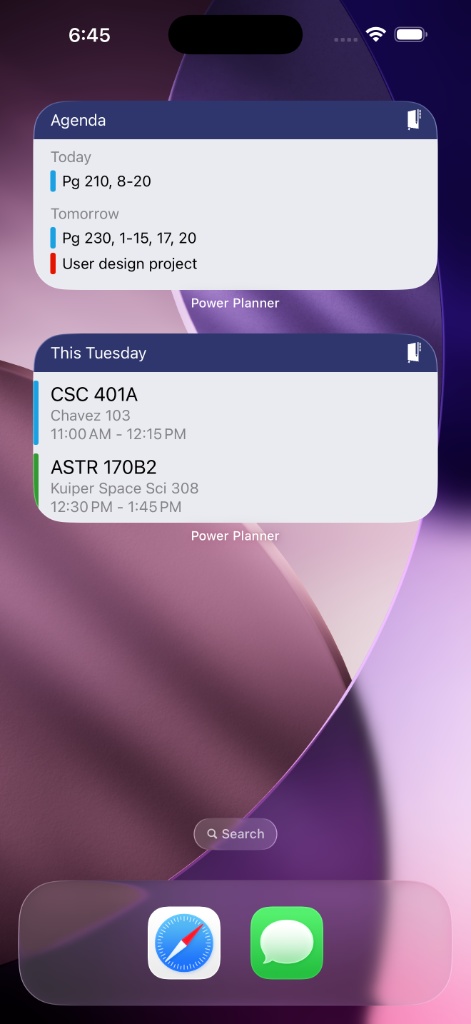 6:45
Agenda
Today
Pg 210, 8-20
Tomorrow
Pg 230, 1-15, 17, 20
User design project
Power Planner
This Tuesday
CSC 401A
Chavez 103
11:00 AM - 12:15 PM
ASTR 170B2
Kuiper Space Sci 308
12:30 PM - 1:45 PM
Power Planner
Search